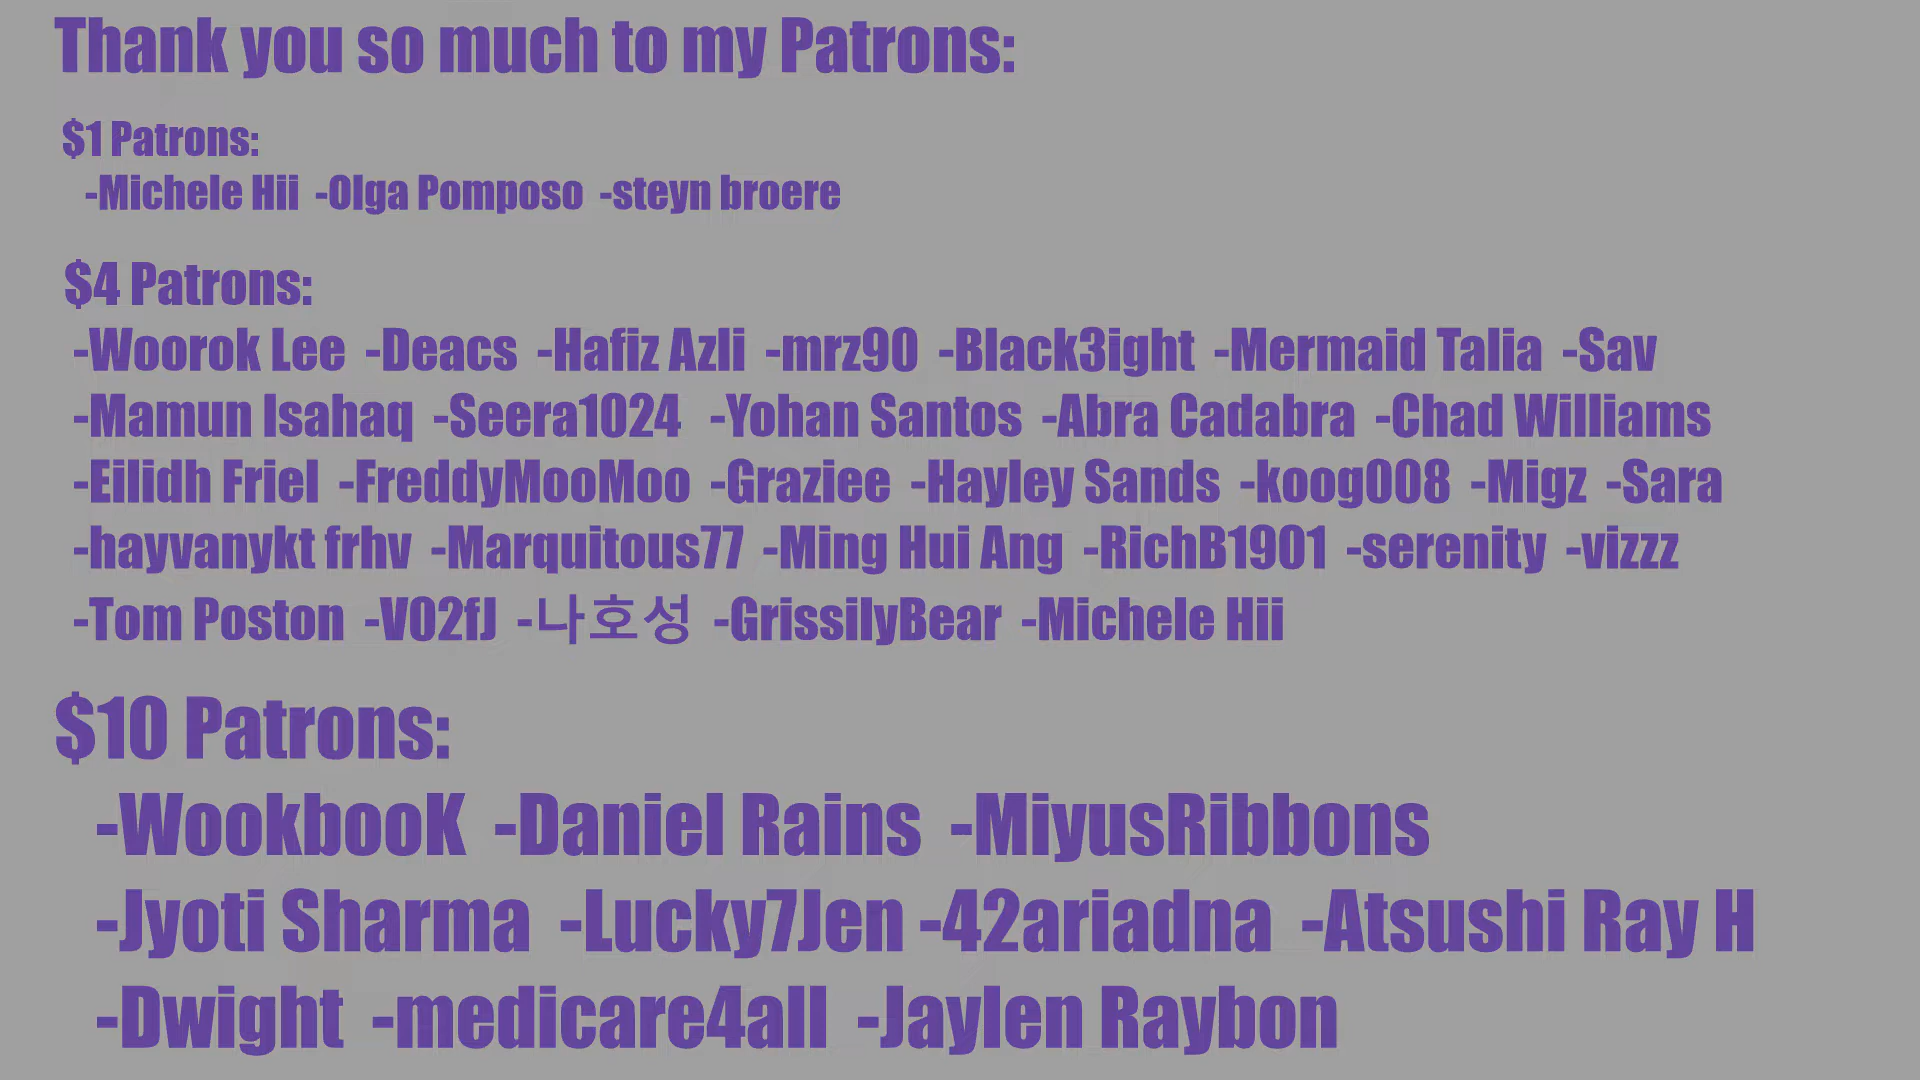 Thank you so much to my Patrons:
$1 Patrons:
-Michele Hii -Olga Pomposo -steyn broere
$4 Patrons:
-Woorok Lee -Deacs -Hafiz Azli -mrz90 -Black3ight -Mermaid Talia -Sav
-Mamun Isahaq -Seera1024 -Yohan Santos -Abra Cadabra -Chad Williams
-Eilidh Friel -FreddyMooMoo -Graziee -Hayley Sands -koog008 -Migz -Sara
-hayvanykt frhv -Marquitous77 -Ming Hui Ang -RichB1901 -serenity -vizzz
-Tom Poston -V02fJ -나호성 -GrissilyBear -Michele Hii
$10 Patrons:
-WookbooK -Daniel Rains -MiyusRibbons
-Jyoti Sharma -Lucky7Jen -42ariadna -Atsushi Ray H
-Dwight -medicare4all -Jaylen Raybon